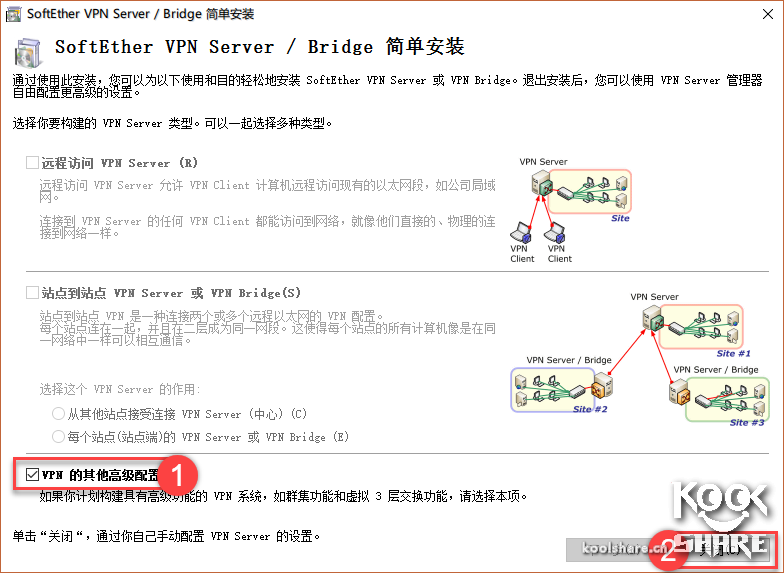 SoftEther VPN Server / Bridge 简单安装
SoftEther VPN Server / Bridge 简单安装
通过使用此安装，您可以为以下使用和目的轻松地安装 SoftEther VPN Server 或 VPN Bridge。退出安装后，您可以使用 VPN Server 管理器
自由配置更高级的设置。
选择你要构建的 VPN Server 类型。可以一起选择多种类型。
远程访问 VPN Server (R)
远程访问 VPN Server 允许 VPN Client 计算机远程访问现有的以太网段，如公司局域
网。
连接到 VPN Server 的任何 VPN Client 都能访问到网络，就像他们直接的、物理的连
接到网络一样。
VPN Server
Site
VPN
Client
VPN
Client
站点到站点 VPN Server 或 VPN Bridge(S)
站点到站点 VPN 是一种连接两个或多个远程以太网的 VPN 配置。
每个站点连在一起，并且在二层成为同一网段。这使得每个站点的所有计算机像是在同
一网络中一样可以相互通信。
选择这个 VPN Server 的作用:
从其他站点接受连接 VPN Server (中心) (C)
每个站点(站点端)的 VPN Server 或 VPN Bridge (E)
VPN Server
Site #1
VPN Server / Bridge
Site #2
VPN Server / Bridge
Site #3
VPN 的其他高级配置
1
如果你计划构建具有高级功能的 VPN 系统，如群集功能和虚拟 3 层交换功能，请选择本项。
单击“关闭“，通过你自己手动配置 VPN Server 的设置。
koolshare.cn
2
KOOL
SHARE